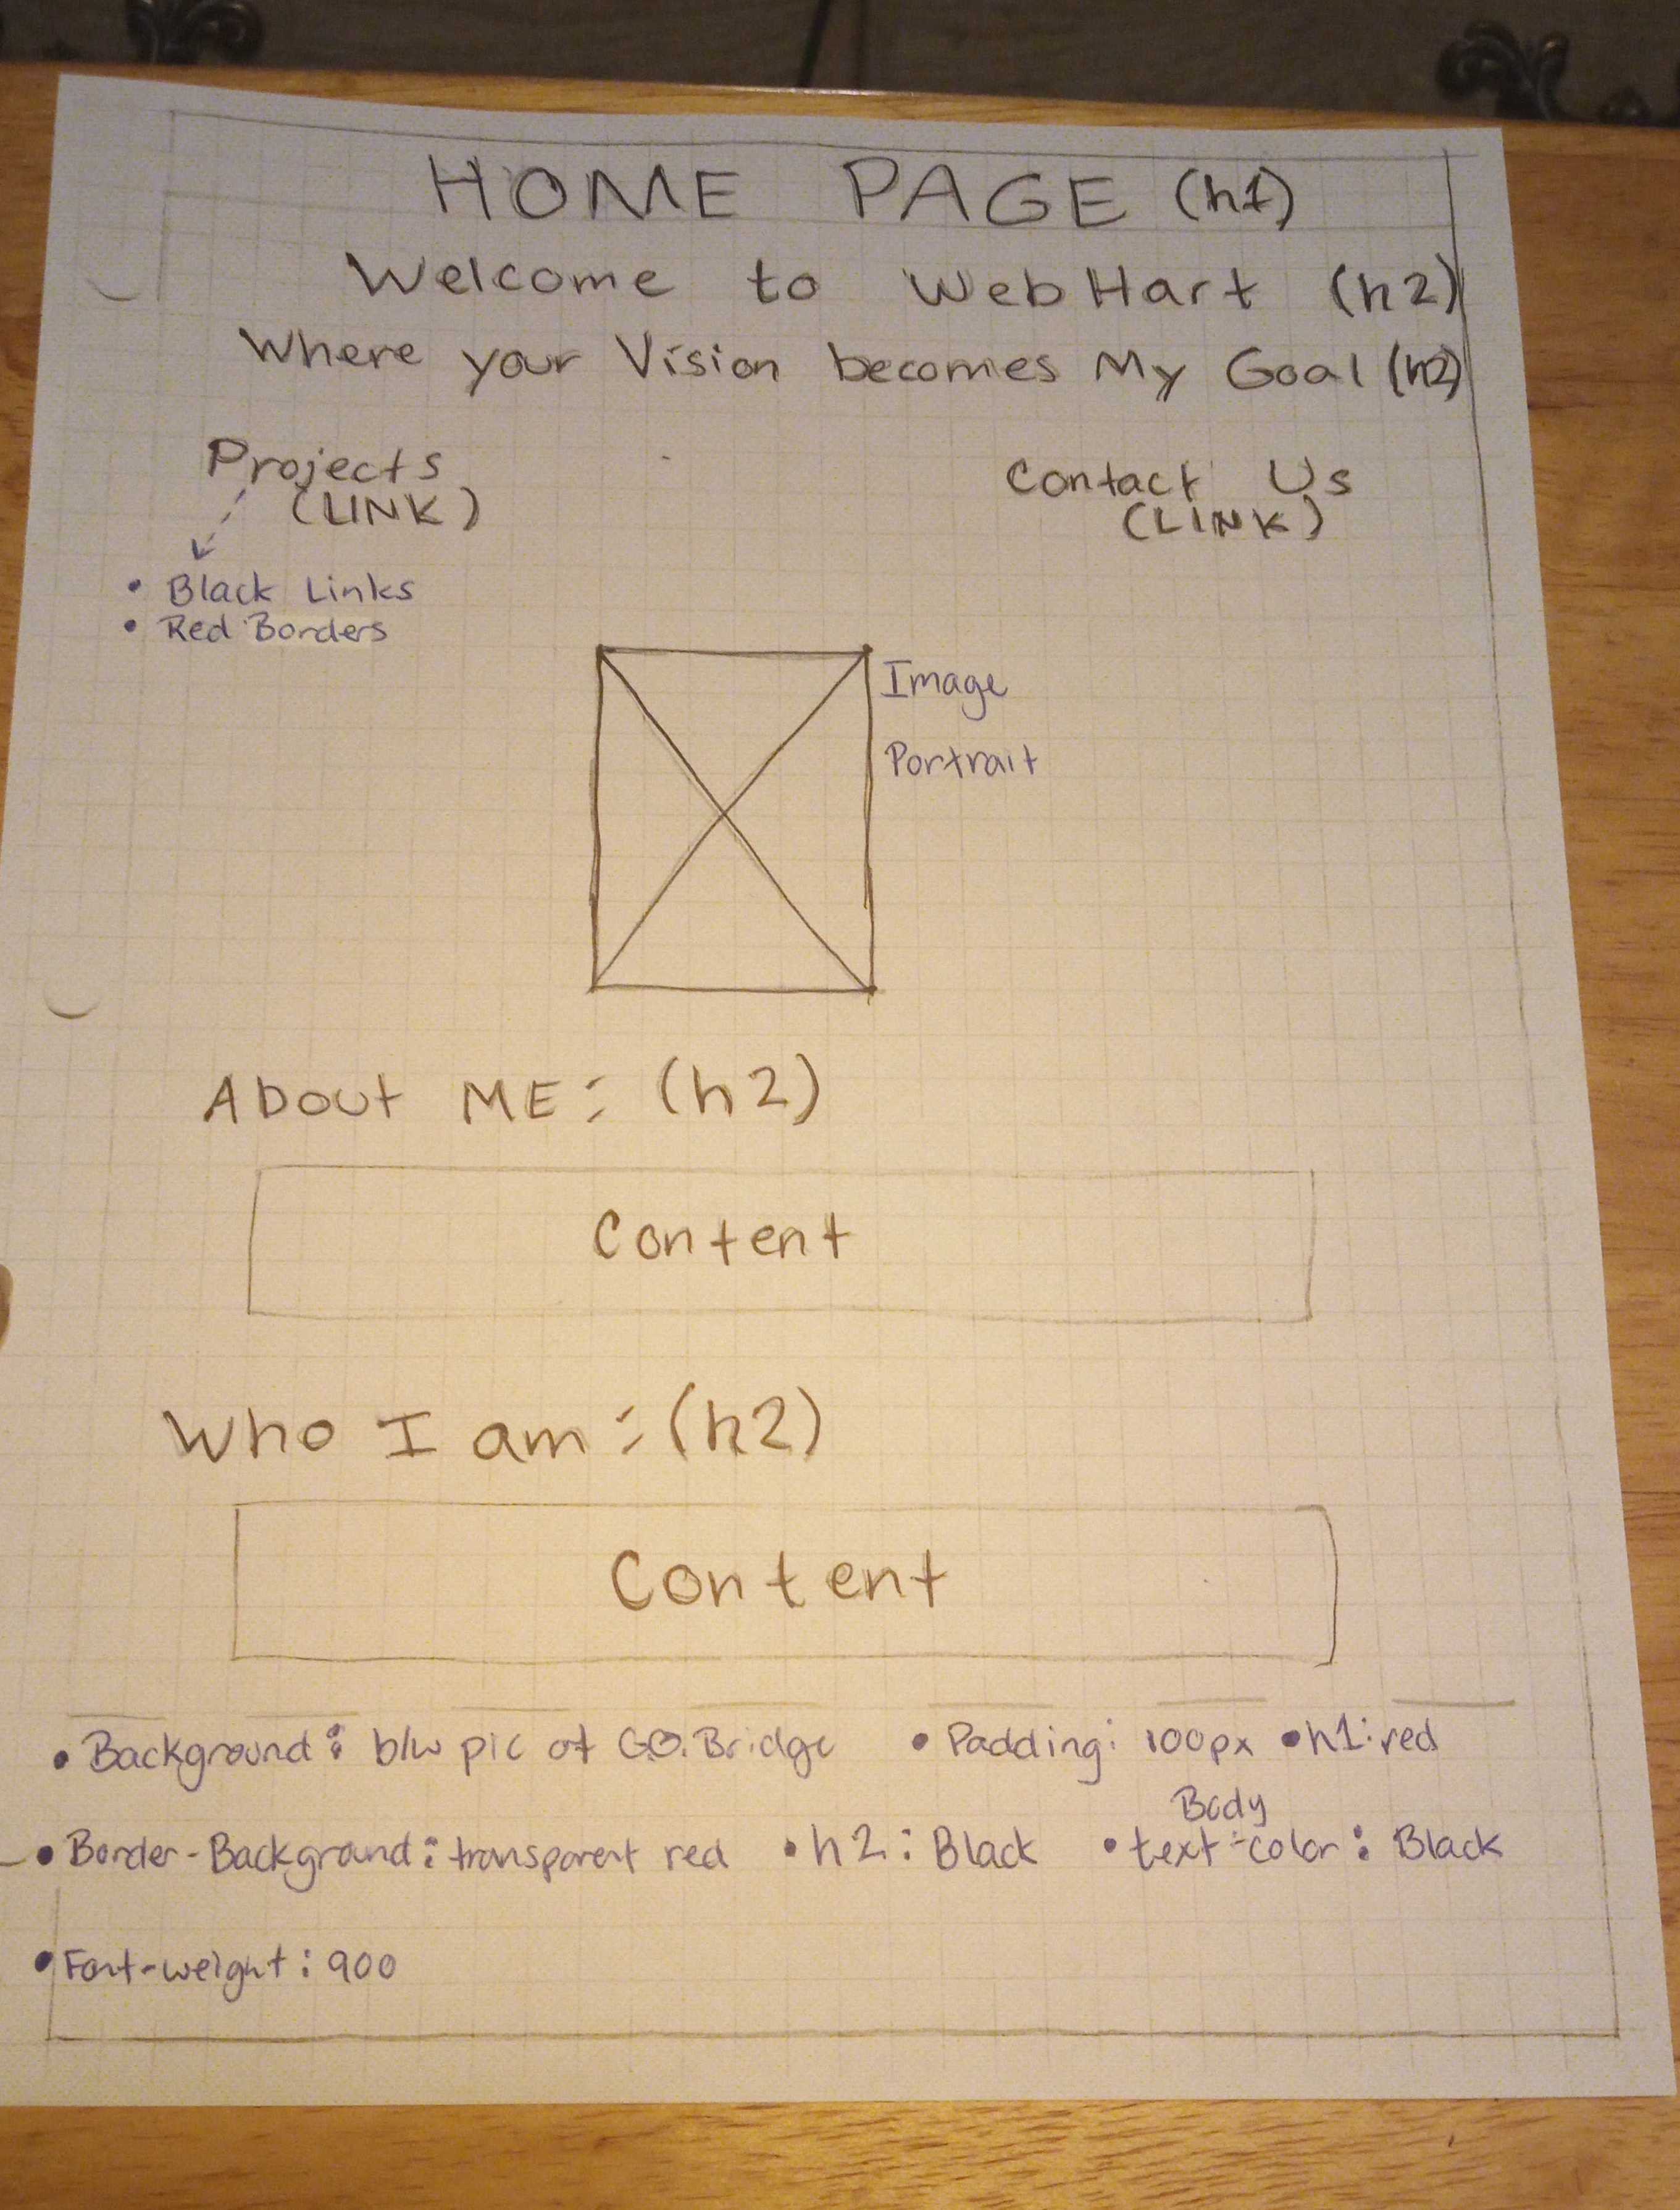 HOME PAGE (h1)
Welcome to WebHart (h2)
Where your Vision becomes My Goal (h2)
Projects
(LINK)
Contact Us
(LINK)
• Black Links
• Red Borders
Image
Portrait
About ME: (h2)
Content
Who I am: (h2)
Content
• Background: b/w pic of G.G. Bridge • Padding: 100px • h1: red
• Border-Background: transparent red • h2: Black • Body text-color: Black
• Font-weight: 900